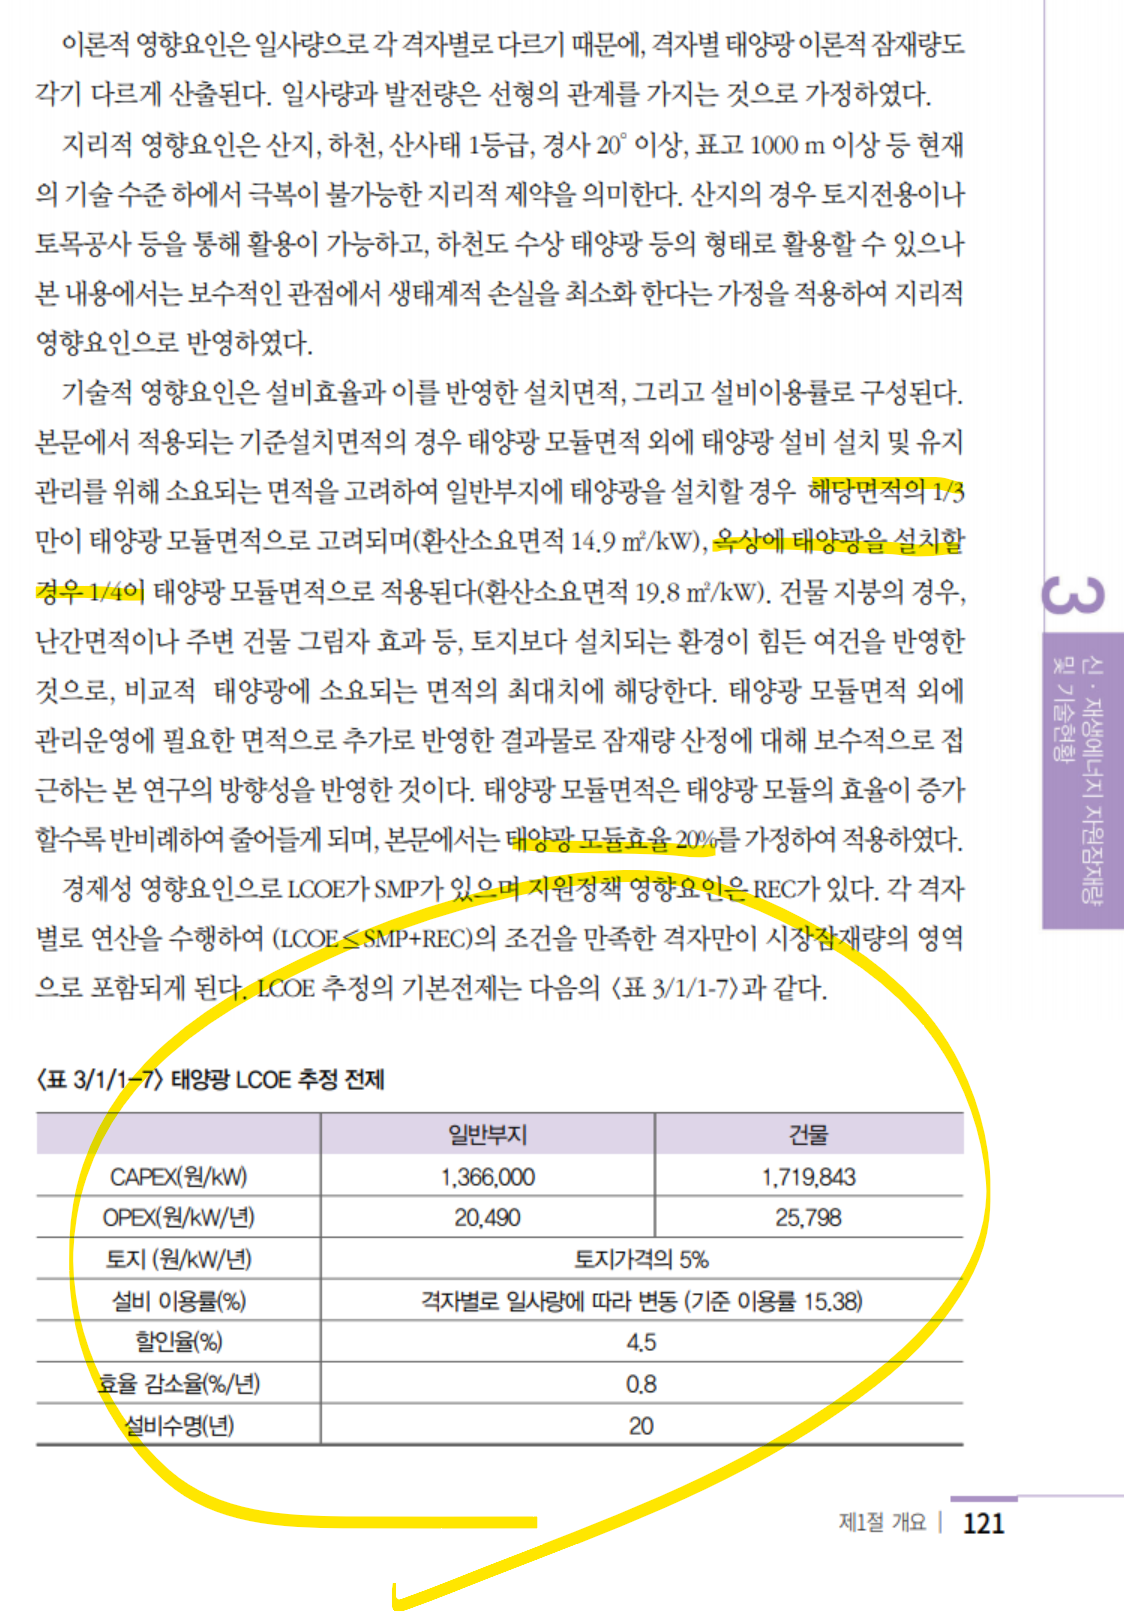 이론적 영향요인은 일사량으로 각 격자별로 다르기 때문에, 격자별 태양광 이론적 잠재량도
각기 다르게 산출된다. 일사량과 발전량은 선형의 관계를 가지는 것으로 가정하였다.
지리적 영향요인은 산지, 하천, 산사태 1등급, 경사 20° 이상, 표고 1000 m 이상 등 현재
의 기술 수준 하에서 극복이 불가능한 지리적 제약을 의미한다. 산지의 경우 토지전용이나
토목공사 등을 통해 활용이 가능하고, 하천도 수상 태양광 등의 형태로 활용할 수 있으나
본 내용에서는 보수적인 관점에서 생태계적 손실을 최소화 한다는 가정을 적용하여 지리적
영향요인으로 반영하였다.
기술적 영향요인은 설비효율과 이를 반영한 설치면적, 그리고 설비이용률로 구성된다.
본문에서 적용되는 기준설치면적의 경우 태양광 모듈면적 외에 태양광 설비 설치 및 유지
관리를 위해 소요되는 면적을 고려하여 일반부지에 태양광을 설치할 경우 해당면적의 1/3
만이 태양광 모듈면적으로 고려되며(환산소요면적 14.9 ㎡/kW), 옥상에 태양광을 설치할
경우 1/4이 태양광 모듈면적으로 적용된다(환산소요면적 19.8 ㎡/kW). 건물 지붕의 경우,
난간면적이나 주변 건물 그림자 효과 등, 토지보다 설치되는 환경이 힘든 여건을 반영한
것으로, 비교적 태양광에 소요되는 면적의 최대치에 해당한다. 태양광 모듈면적 외에
관리운영에 필요한 면적으로 추가로 반영한 결과물로 잠재량 산정에 대해 보수적으로 접
근하는 본 연구의 방향성을 반영한 것이다. 태양광 모듈면적은 태양광 모듈의 효율이 증가
할수록 반비례하여 줄어들게 되며, 본문에서는 태양광 모듈효율 20%를 가정하여 적용하였다.
경제성 영향요인으로 LCOE가 SMP가 있으며 지원정책 영향요인은 REC가 있다. 각 격자
별로 연산을 수행하여 (LCOE≤SMP+REC)의 조건을 만족한 격자만이 시장잠재량의 영역
으로 포함되게 된다. LCOE 추정의 기본전제는 다음의 〈표 3/1/1-7〉과 같다.
〈표 3/1/1-7〉 태양광 LCOE 추정 전제
일반부지 건물
CAPEX(원/kW) 1,366,000 1,719,843
OPEX(원/kW/년) 20,490 25,798
토지 (원/kW/년) 토지가격의 5%
설비 이용률(%) 격자별로 일사량에 따라 변동 (기준 이용률 15.38)
할인율(%) 4.5
효율 감소율(%/년) 0.8
설비수명(년) 20
3
신·재생에너지 자원잠재량
및 기술현황
제1절 개요 | 121